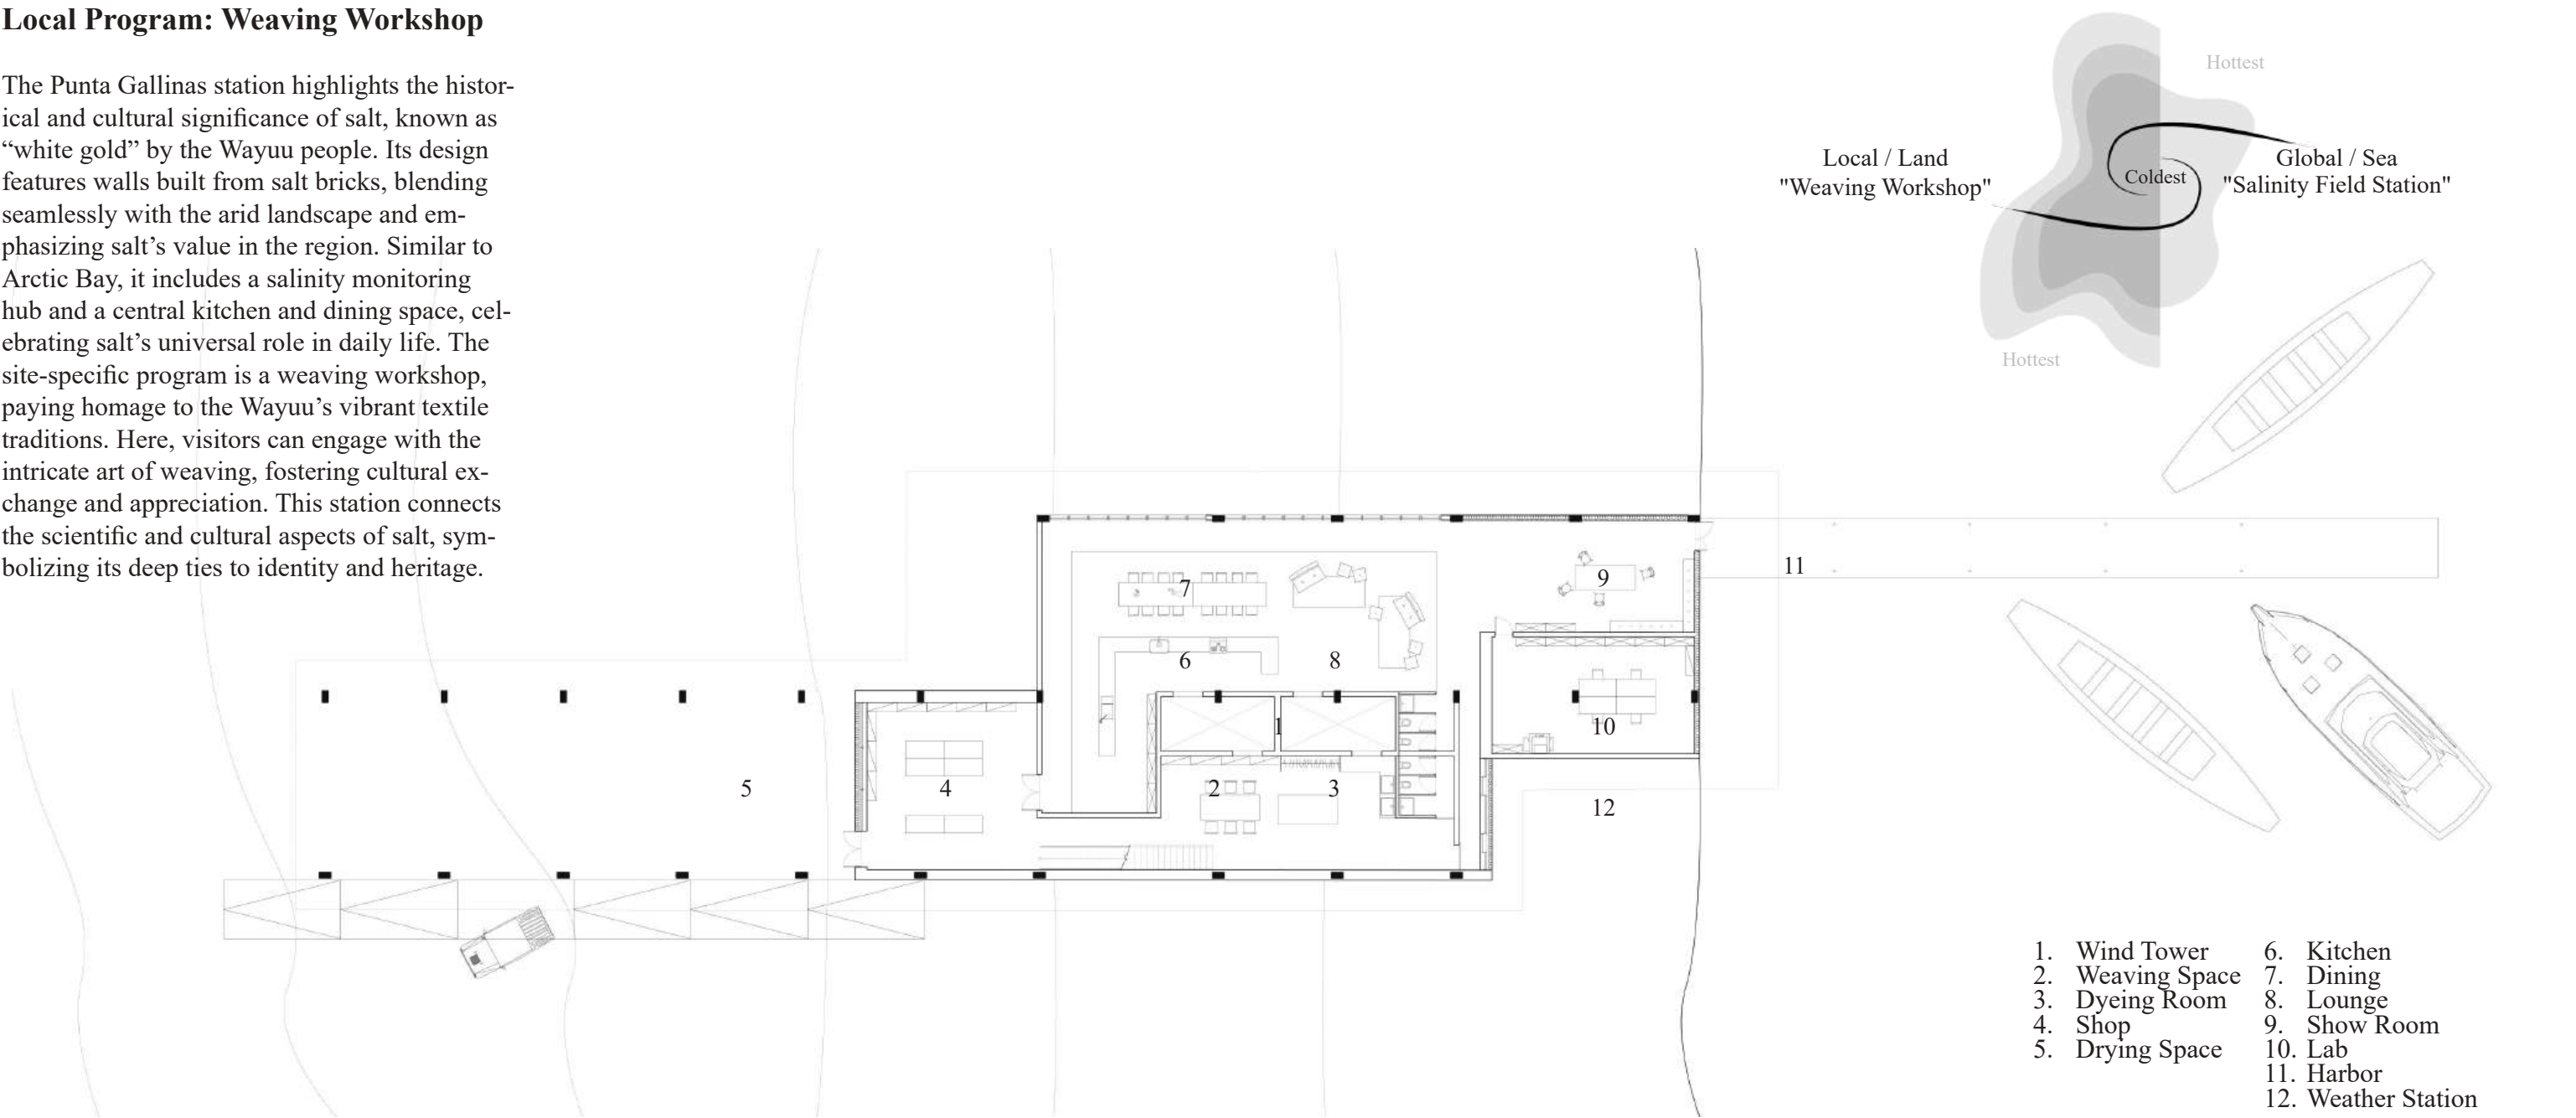 Local Program: Weaving Workshop
The Punta Gallinas station highlights the histor-
ical and cultural significance of salt, known as
“white gold” by the Wayuu people. Its design
features walls built from salt bricks, blending
seamlessly with the arid landscape and em-
phasizing salt’s value in the region. Similar to
Arctic Bay, it includes a salinity monitoring
hub and a central kitchen and dining space, cel-
ebrating salt’s universal role in daily life. The
site-specific program is a weaving workshop,
paying homage to the Wayuu’s vibrant textile
traditions. Here, visitors can engage with the
intricate art of weaving, fostering cultural ex-
change and appreciation. This station connects
the scientific and cultural aspects of salt, sym-
bolizing its deep ties to identity and heritage.
Hottest
Local / Land
"Weaving Workshop"
Coldest
Global / Sea
"Salinity Field Station"
Hottest
11
7
9
6
8
1
10
5
4
2
3
12
1. Wind Tower
2. Weaving Space
3. Dyeing Room
4. Shop
5. Drying Space
6. Kitchen
7. Dining
8. Lounge
9. Show Room
10. Lab
11. Harbor
12. Weather Station